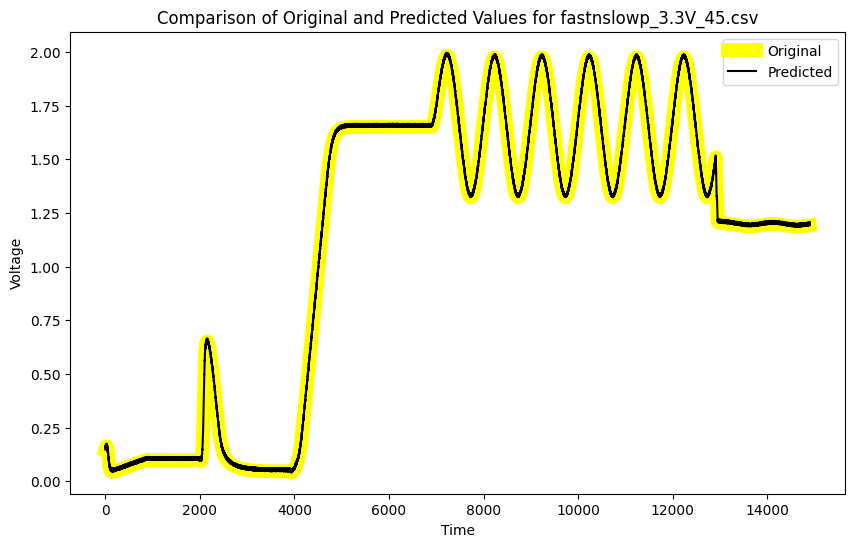 Comparison of Original and Predicted Values for fastnslowp_3.3V_45.csv
Original
Predicted
2.00
1.75
1.50
1.25
1.00
0.75
0.50
0.25
0.00
Voltage
0 2000 4000 6000 8000 10000 12000 14000
Time